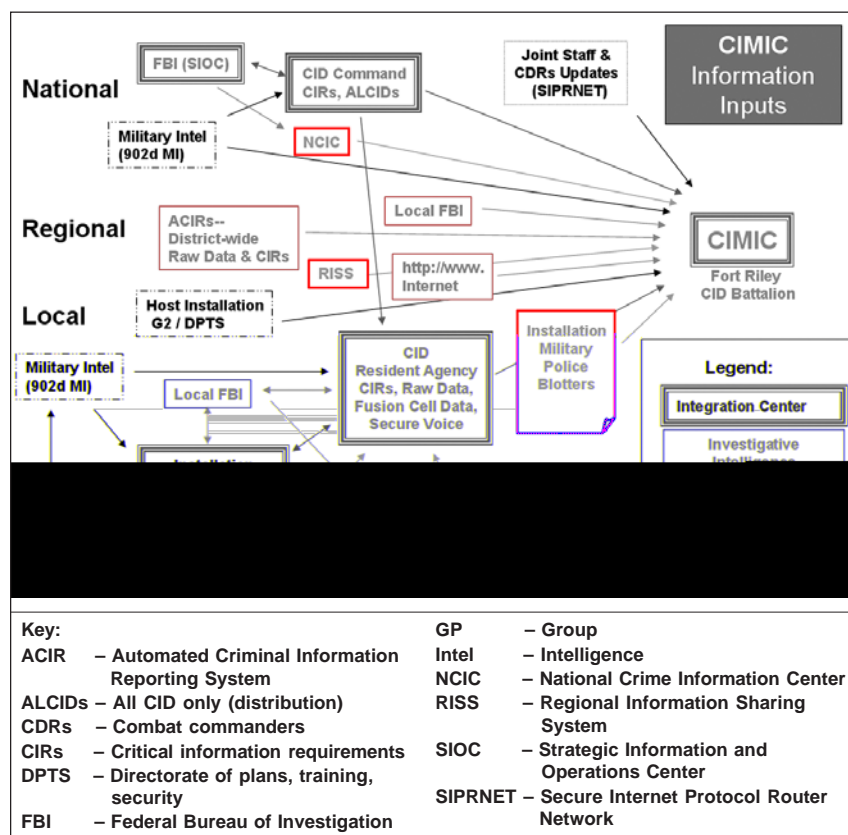 CIMIC
Information
Inputs
National
FBI (SIOC)
CID Command
CIRs, ALCIDs
Joint Staff &
CDRs Updates
(SIPRNET)
Military Intel
(902d MI)
NCIC
Regional
ACIRs--
District-wide
Raw Data & CIRs
Local FBI
RISS
http://www.
Internet
CIMIC
Fort Riley
CID Battalion
Local
Host Installation
G2 / DPTS
Military Intel
(902d MI)
Local FBI
CID
Resident Agency
CIRs, Raw Data,
Fusion Cell Data,
Secure Voice
Installation
Military
Police
Blotters
Legend:
Integration Center
Investigative
Intelligence
Installation
Key:
ACIR – Automated Criminal Information
Reporting System
ALCIDs – All CID only (distribution)
CDRs – Combat commanders
CIRs – Critical information requirements
DPTS – Directorate of plans, training,
security
FBI – Federal Bureau of Investigation
GP – Group
Intel – Intelligence
NCIC – National Crime Information Center
RISS – Regional Information Sharing
System
SIOC – Strategic Information and
Operations Center
SIPRNET – Secure Internet Protocol Router
Network